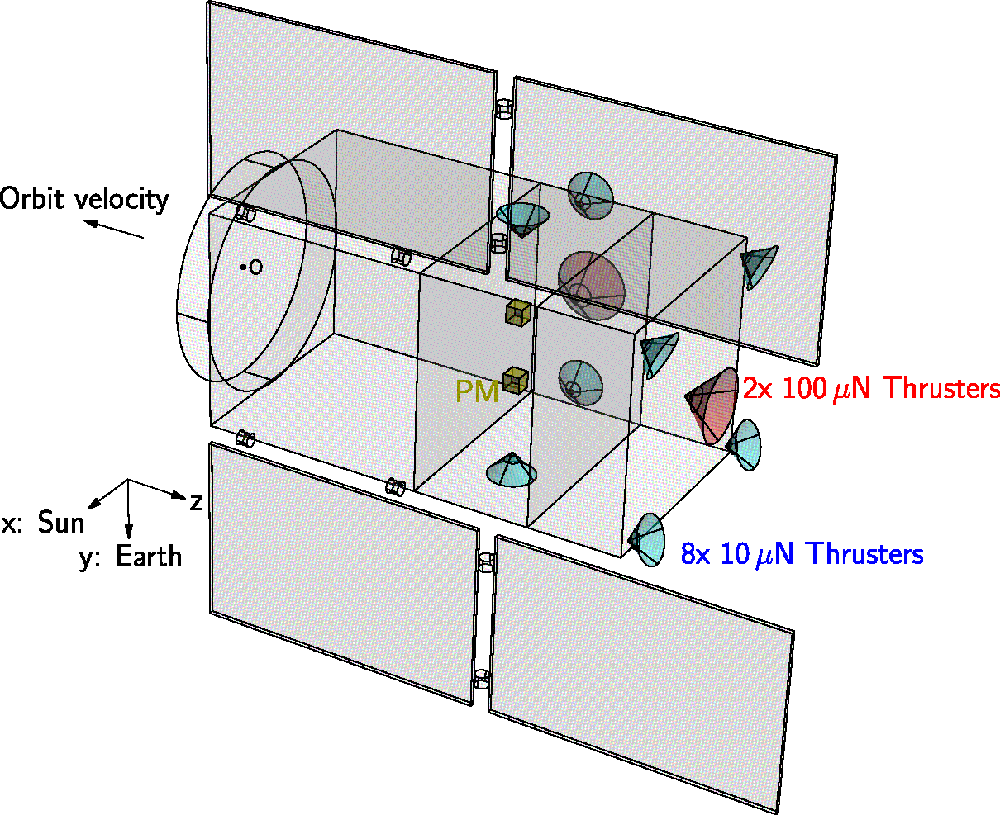 Orbit velocity
O
PM
2x 100 μN Thrusters
z
x: Sun
y: Earth
8x 10 μN Thrusters